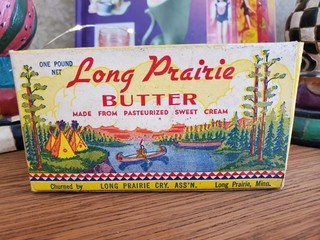 ONE POUND
NET
Long Prairie
BUTTER
MADE FROM PASTEURIZED SWEET CREAM
Churned by LONG PRAIRIE CRY. ASS'N. Long Prairie, Minn.